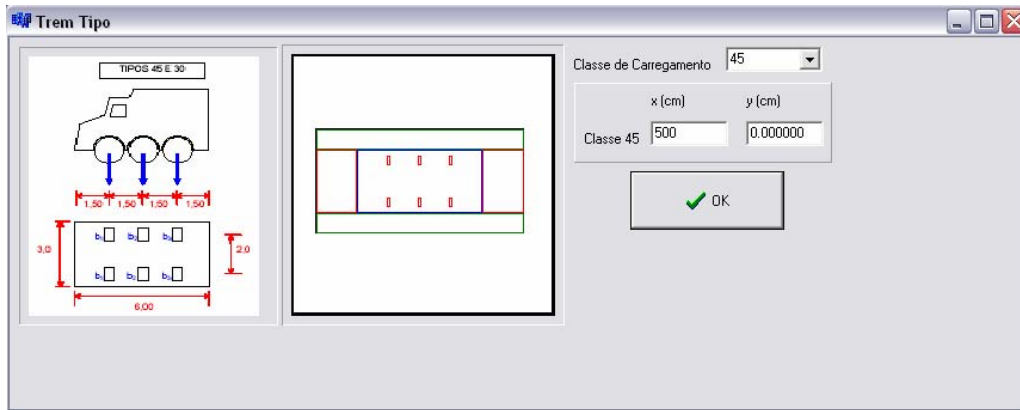 Trem Tipo
TIPOS 45 E 30
1,50 1,50 1,50 1,50
3,0
2,0
6,00
Classe de Carregamento 45
x (cm) y (cm)
Classe 45 500 0.000000
OK